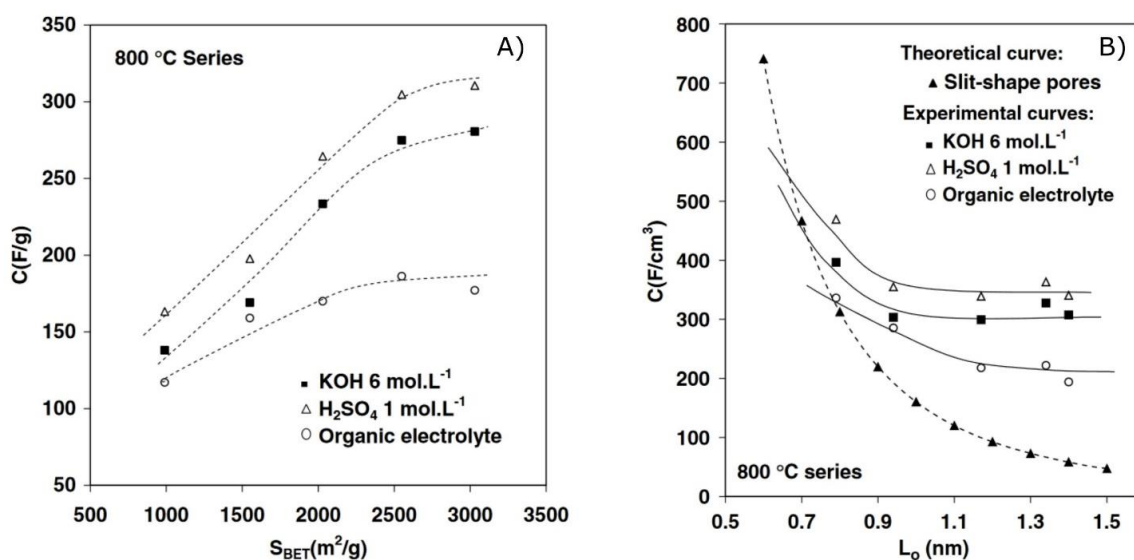 A)
800 °C Series
C(F/g)
350
300
250
200
150
100
50
■ KOH 6 mol.L⁻¹
△ H₂SO₄ 1 mol.L⁻¹
○ Organic electrolyte
500 1000 1500 2000 2500 3000 3500
S_BET(m²/g)
B)
C(F/cm³)
800
700
600
500
400
300
200
100
0
Theoretical curve:
▲ Slit-shape pores
Experimental curves:
■ KOH 6 mol.L⁻¹
△ H₂SO₄ 1 mol.L⁻¹
○ Organic electrolyte
800 °C series
0.5 0.7 0.9 1.1 1.3 1.5
L₀ (nm)